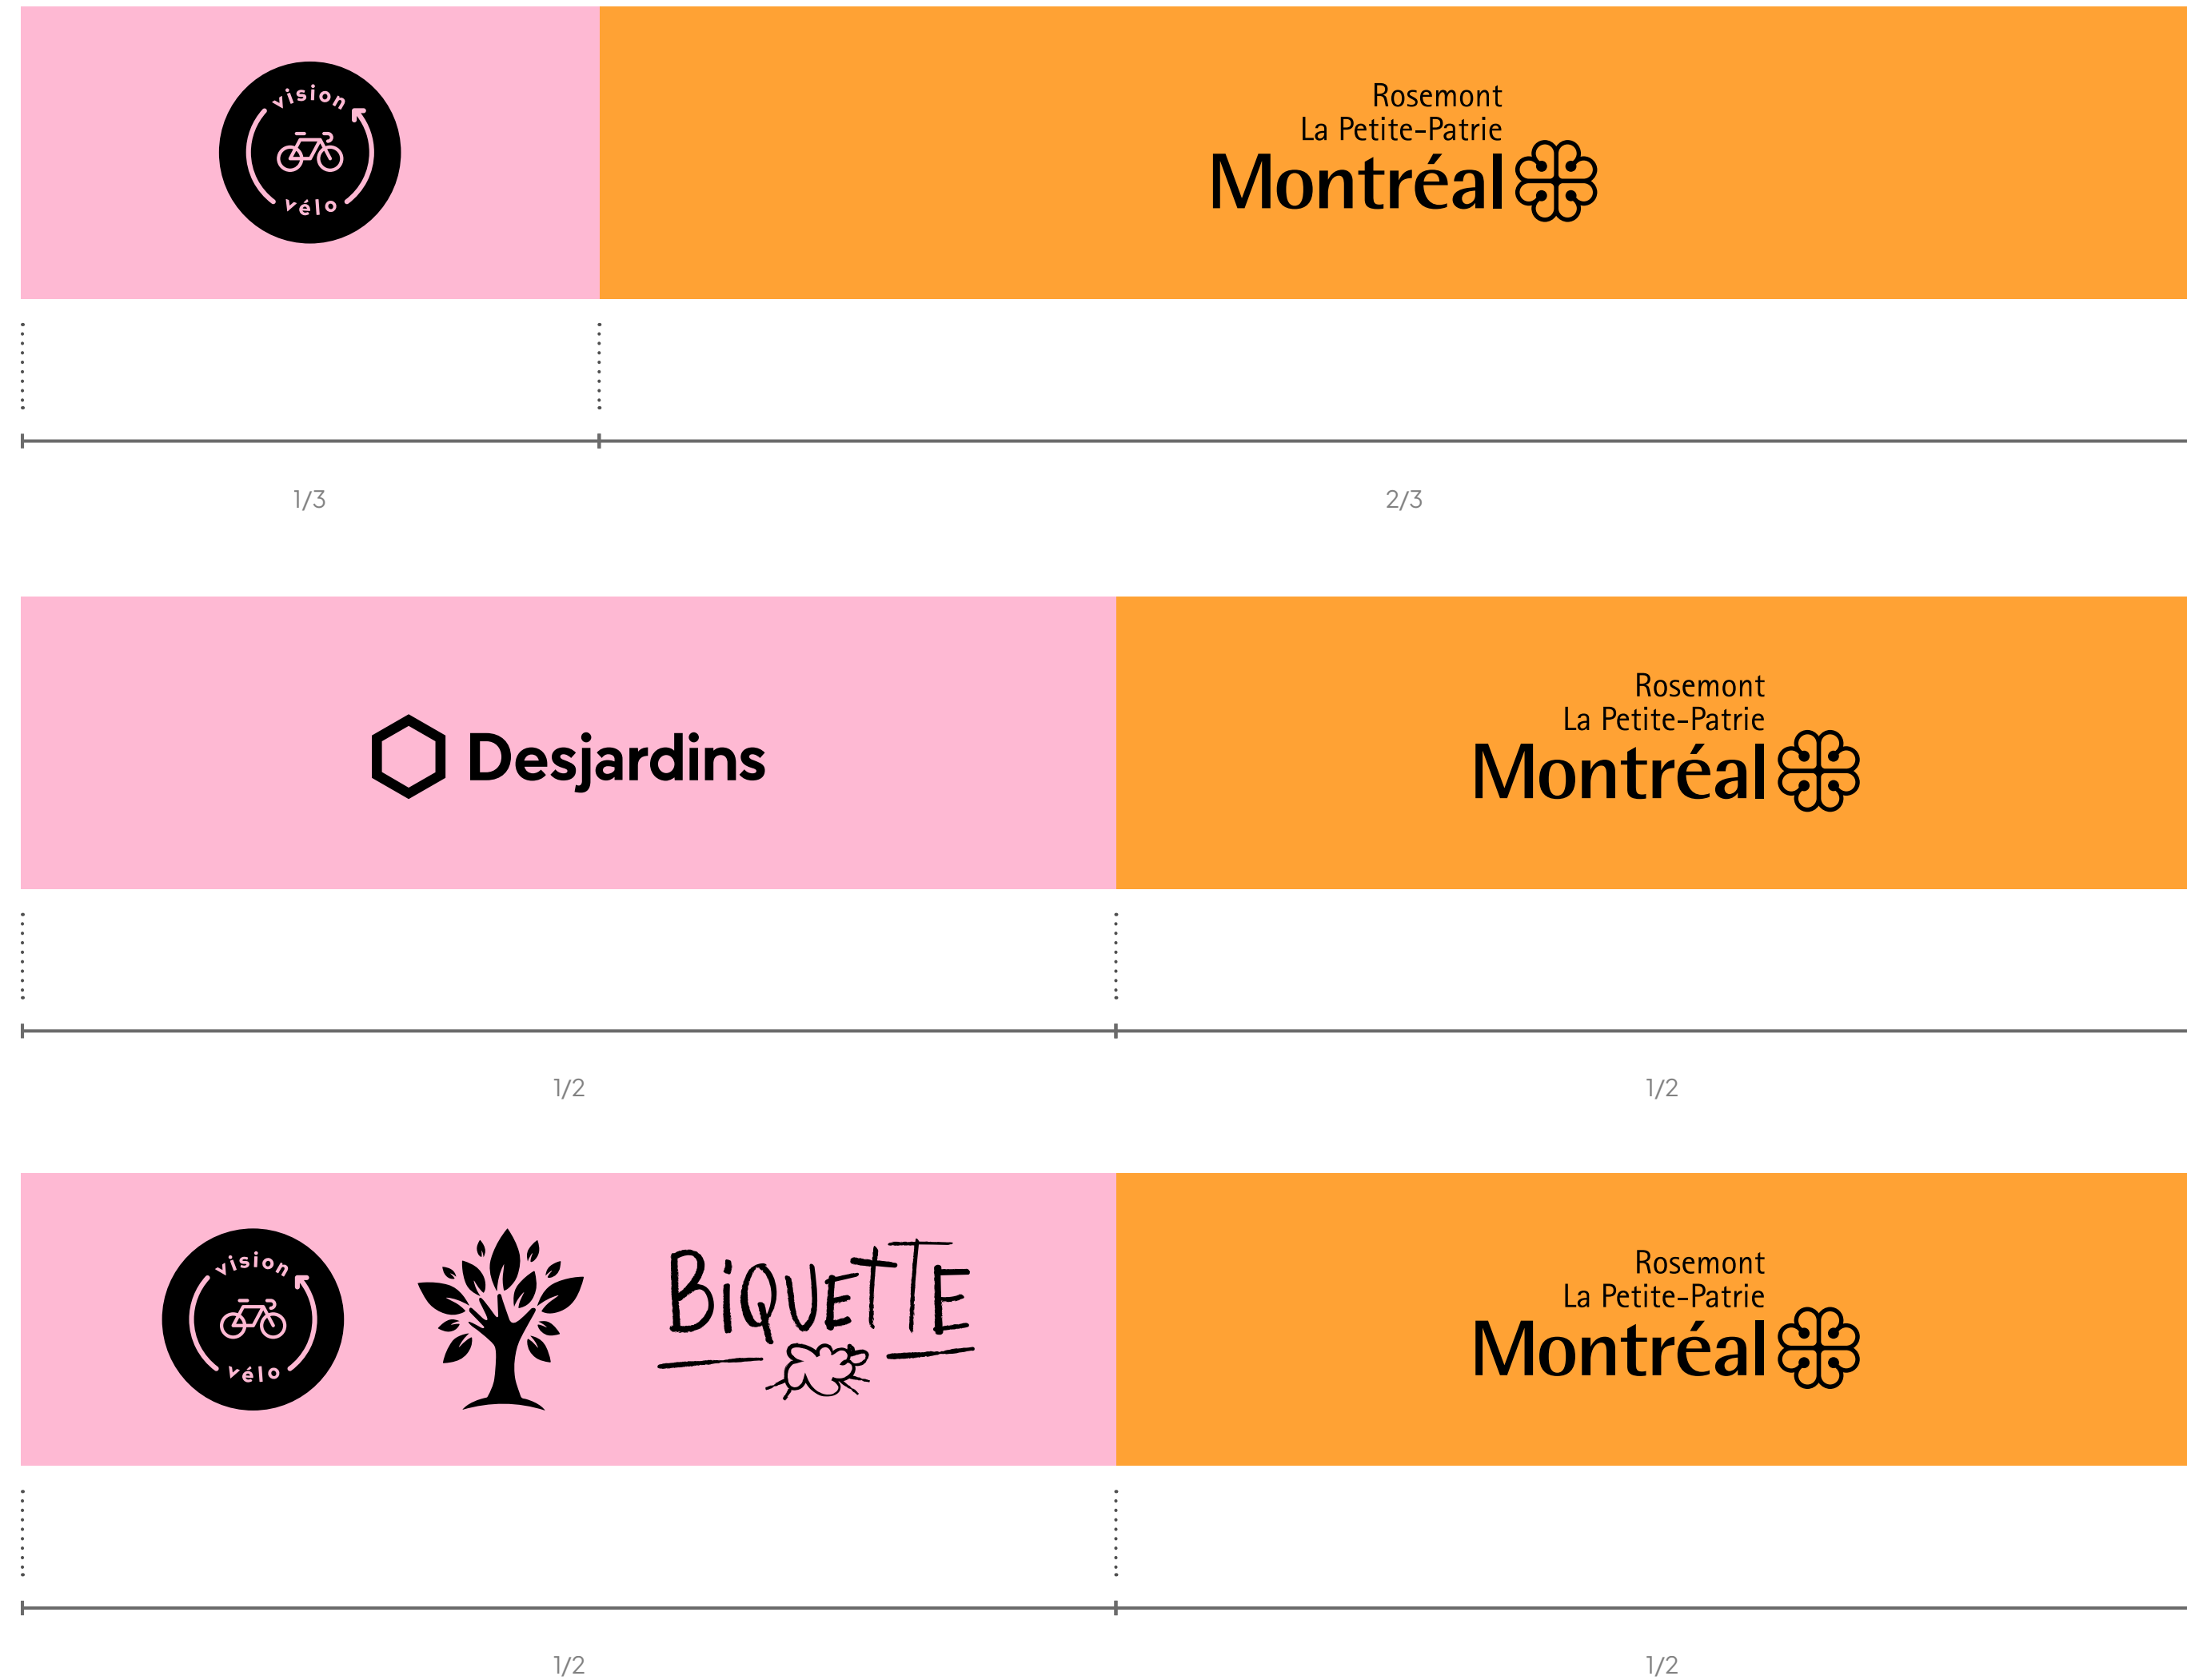 vision
vélo
Rosemont
La Petite-Patrie
Montréal
1/3
2/3
Desjardins
Rosemont
La Petite-Patrie
Montréal
1/2
1/2
vision
vélo
BiQUETTE
Rosemont
La Petite-Patrie
Montréal
1/2
1/2